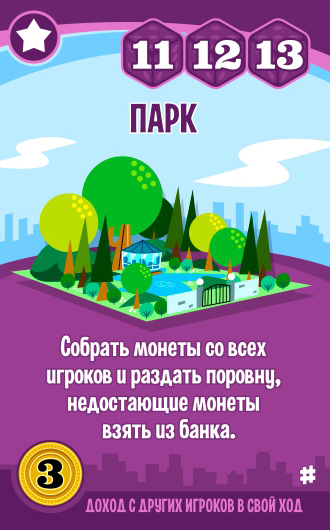 11 12 13
ПАРК
Собрать монеты со всех
игроков и раздать поровну,
недостающие монеты
взять из банка.
3
#
ДОХОД С ДРУГИХ ИГРОКОВ В СВОЙ ХОД